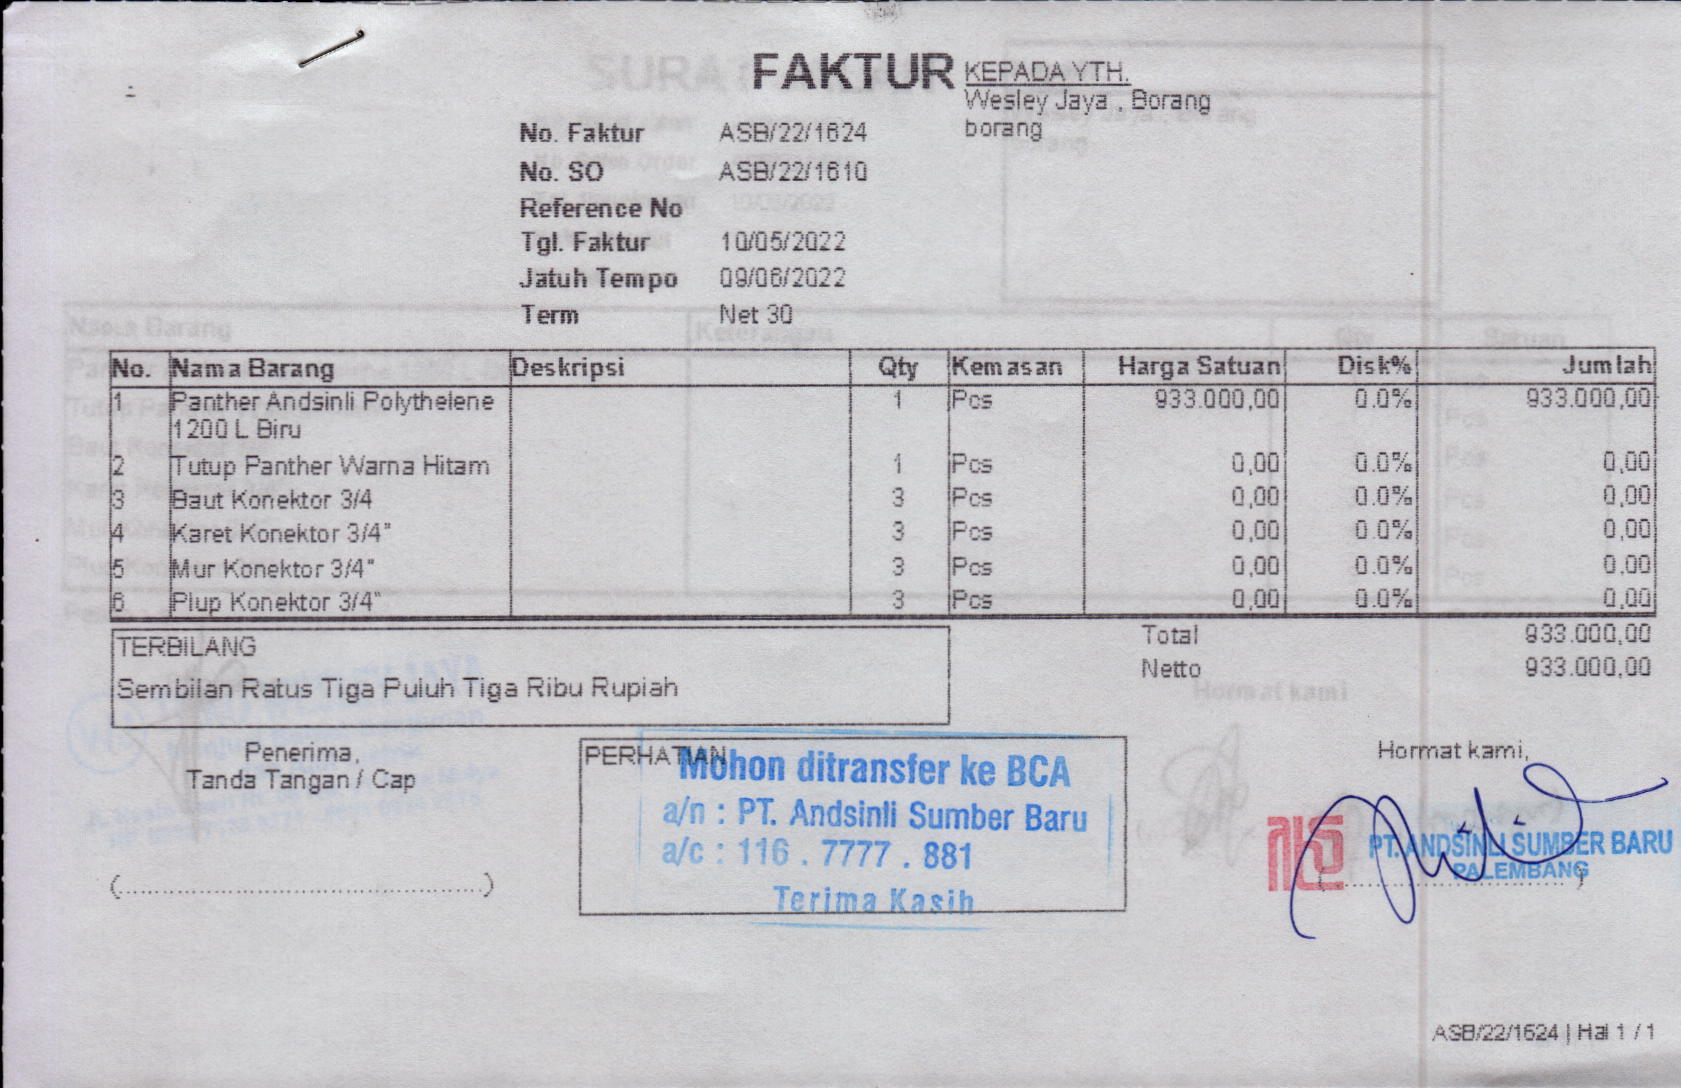 FAKTUR
KEPADA YTH.
Wesley Jaya , Borang
borang
No. Faktur ASB/22/1624
No. SO ASB/22/1610
Reference No
Tgl. Faktur 10/05/2022
Jatuh Tempo 09/06/2022
Term Net 30
No. Nama Barang Deskripsi Qty Kemasan Harga Satuan Disk% Jumlah
1 Panther Andsinli Polythelene 1 Pcs 933.000,00 0.0% 933.000,00
1200 L Biru
2 Tutup Panther Warna Hitam 1 Pcs 0,00 0.0% 0,00
3 Baut Konektor 3/4 3 Pcs 0,00 0.0% 0,00
4 Karet Konektor 3/4" 3 Pcs 0,00 0.0% 0,00
5 Mur Konektor 3/4" 3 Pcs 0,00 0.0% 0,00
6 Plup Konektor 3/4" 3 Pcs 0,00 0.0% 0,00
Total 933.000,00
Netto 933.000,00
TERBILANG
Sembilan Ratus Tiga Puluh Tiga Ribu Rupiah
Penerima,
Tanda Tangan / Cap
(.................................................)
PERHATIAN
Mohon ditransfer ke BCA
a/n : PT. Andsinli Sumber Baru
a/c : 116 . 7777 . 881
Terima Kasih
Hormat kami,
PT. ANDSINLI SUMBER BARU
PALEMBANG
ASB/22/1624 | Hal 1 / 1